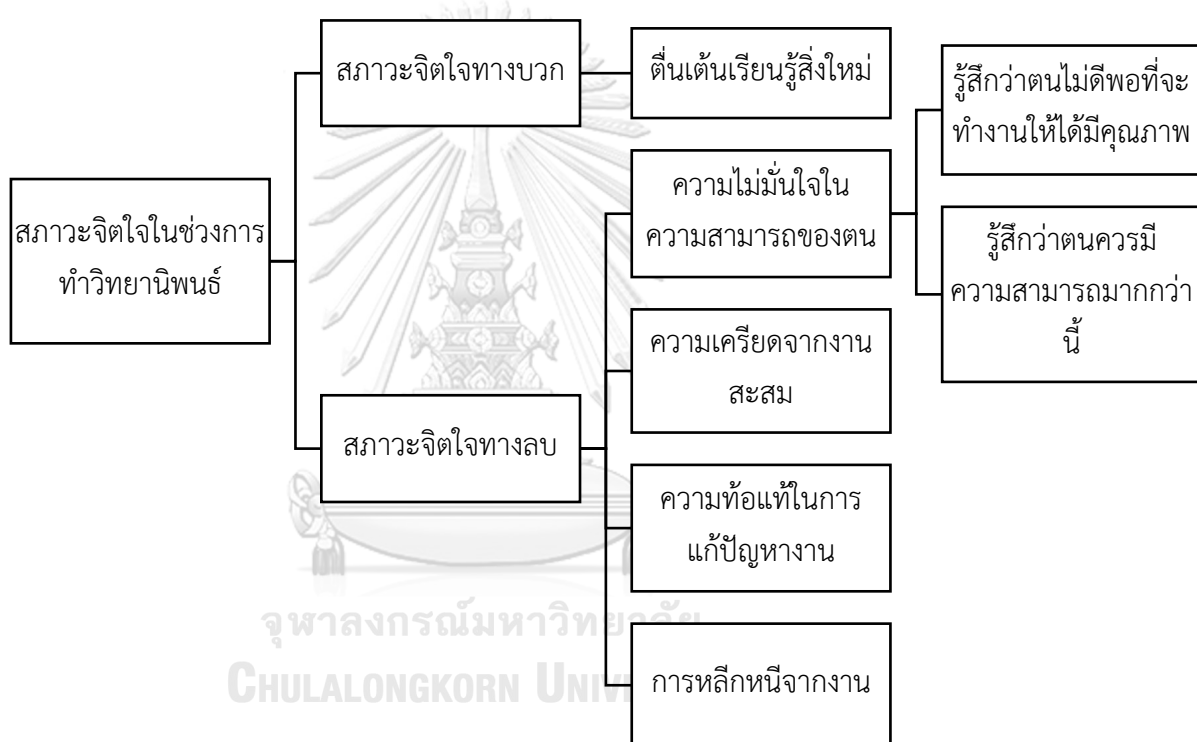 สภาวะจิตใจในช่วงการ
ทำวิทยานิพนธ์
สภาวะจิตใจทางบวก
ตื่นเต้นเรียนรู้สิ่งใหม่
สภาวะจิตใจทางลบ
ความไม่มั่นใจใน
ความสามารถของตน
รู้สึกว่าตนไม่ดีพอที่จะ
ทำงานให้ได้มีคุณภาพ
รู้สึกว่าตนควรมี
ความสามารถมากกว่า
นี้
ความเครียดจากงาน
สะสม
ความท้อแท้ในการ
แก้ปัญหางาน
การหลีกหนีจากงาน
จุฬาลงกรณ์มหาวิทยาลัย
CHULALONGKORN